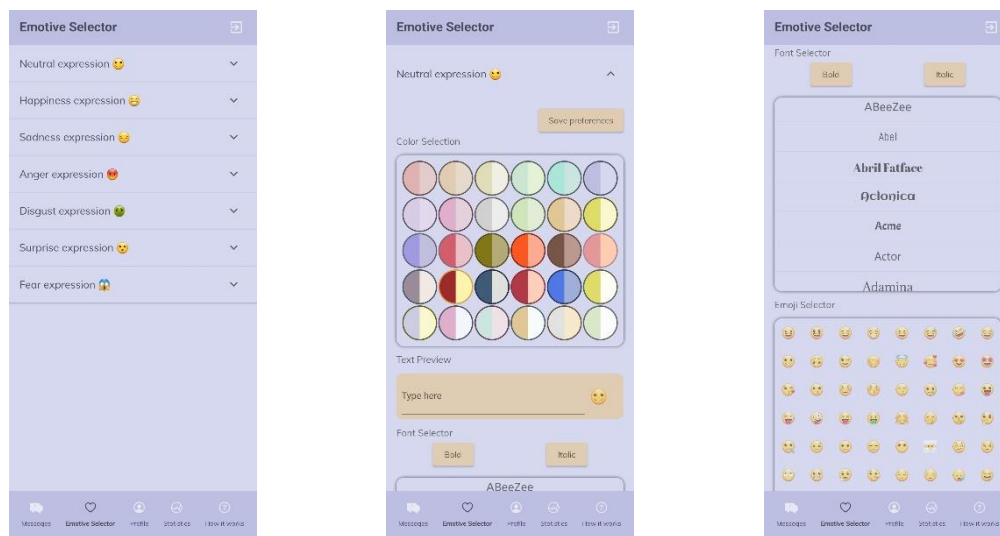 Emotive Selector
Neutral expression
Happiness expression
Sadness expression
Anger expression
Disgust expression
Surprise expression
Fear expression
Messages Emotive Selector Profile Statistics How it works
Emotive Selector
Neutral expression
Save preferences
Color Selection
Text Preview
Type here
Font Selector
Bold Italic
ABeeZee
Messages Emotive Selector Profile Statistics How it works
Emotive Selector
Font Selector
Bold Italic
ABeeZee
Abel
Abril Fatface
Aclonica
Acme
Actor
Adamina
Emoji Selector
Messages Emotive Selector Profile Statistics How it works